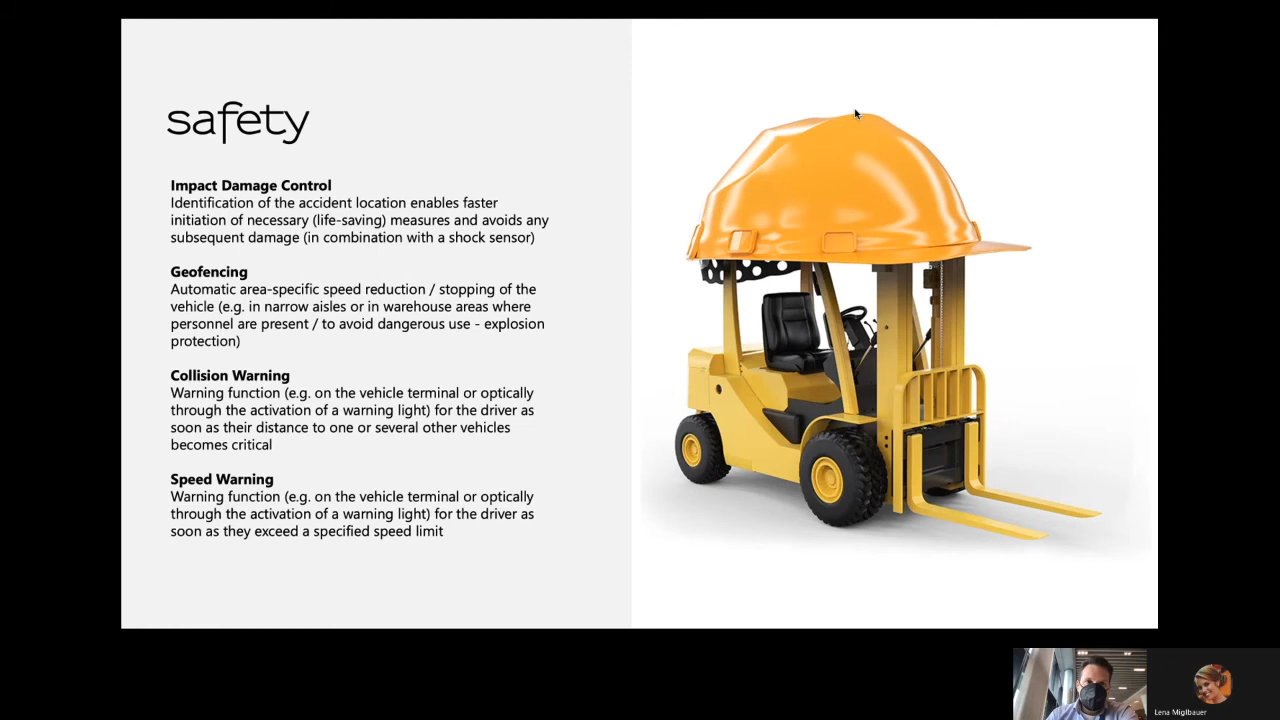 safety
Impact Damage Control
Identification of the accident location enables faster
initiation of necessary (life-saving) measures and avoids any
subsequent damage (in combination with a shock sensor)
Geofencing
Automatic area-specific speed reduction / stopping of the
vehicle (e.g. in narrow aisles or in warehouse areas where
personnel are present / to avoid dangerous use - explosion
protection)
Collision Warning
Warning function (e.g. on the vehicle terminal or optically
through the activation of a warning light) for the driver as
soon as their distance to one or several other vehicles
becomes critical
Speed Warning
Warning function (e.g. on the vehicle terminal or optically
through the activation of a warning light) for the driver as
soon as they exceed a specified speed limit
Lena Miglbauer